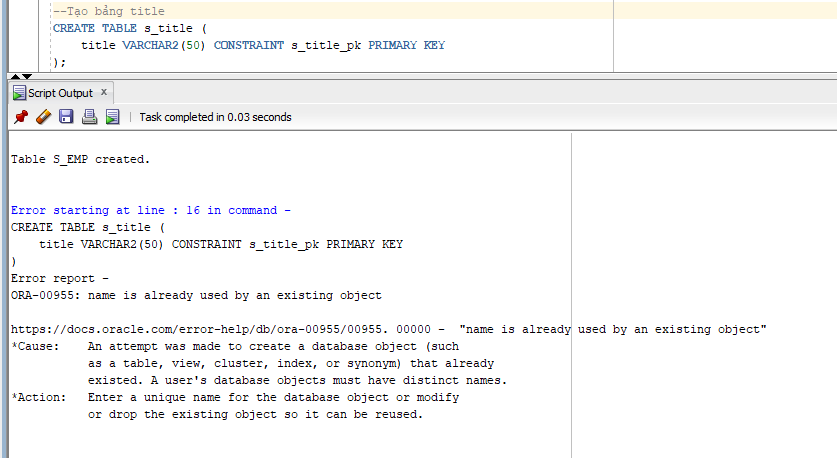 --Tạo bảng title
CREATE TABLE s_title (
    title VARCHAR2(50) CONSTRAINT s_title_pk PRIMARY KEY
);
Script Output x
Task completed in 0.03 seconds
Table S_EMP created.
Error starting at line : 16 in command -
CREATE TABLE s_title (
    title VARCHAR2(50) CONSTRAINT s_title_pk PRIMARY KEY
)
Error report -
ORA-00955: name is already used by an existing object
https://docs.oracle.com/error-help/db/ora-00955/00955. 00000 -  "name is already used by an existing object"
*Cause:    An attempt was made to create a database object (such
           as a table, view, cluster, index, or synonym) that already
           existed. A user's database objects must have distinct names.
*Action:   Enter a unique name for the database object or modify
           or drop the existing object so it can be reused.